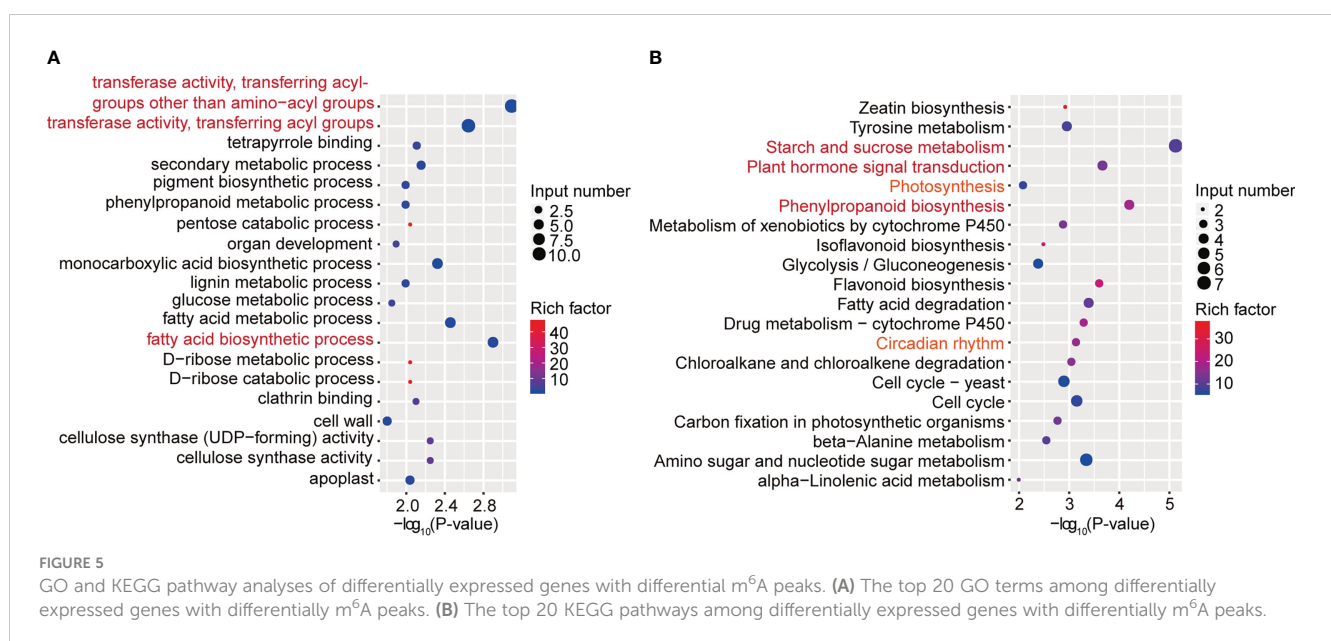 A
transferase activity, transferring acyl-
groups other than amino−acyl groups
transferase activity, transferring acyl groups
tetrapyrrole binding
secondary metabolic process
pigment biosynthetic process
phenylpropanoid metabolic process
pentose catabolic process
organ development
monocarboxylic acid biosynthetic process
lignin metabolic process
glucose metabolic process
fatty acid metabolic process
fatty acid biosynthetic process
D−ribose metabolic process
D−ribose catabolic process
clathrin binding
cell wall
cellulose synthase (UDP−forming) activity
cellulose synthase activity
apoplast
2.0 2.4 2.8
−log10(P-value)
Input number
2.5
5.0
7.5
10.0
Rich factor
40
30
20
10
B
Zeatin biosynthesis
Tyrosine metabolism
Starch and sucrose metabolism
Plant hormone signal transduction
Photosynthesis
Phenylpropanoid biosynthesis
Metabolism of xenobiotics by cytochrome P450
Isoflavonoid biosynthesis
Glycolysis / Gluconeogenesis
Flavonoid biosynthesis
Fatty acid degradation
Drug metabolism − cytochrome P450
Circadian rhythm
Chloroalkane and chloroalkene degradation
Cell cycle − yeast
Cell cycle
Carbon fixation in photosynthetic organisms
beta−Alanine metabolism
Amino sugar and nucleotide sugar metabolism
alpha−Linolenic acid metabolism
2 3 4 5
−log10(P-value)
Input number
2
3
4
5
6
7
Rich factor
30
20
10
FIGURE 5
GO and KEGG pathway analyses of differentially expressed genes with differential m6A peaks. (A) The top 20 GO terms among differentially
expressed genes with differentially m6A peaks. (B) The top 20 KEGG pathways among differentially expressed genes with differentially m6A peaks.